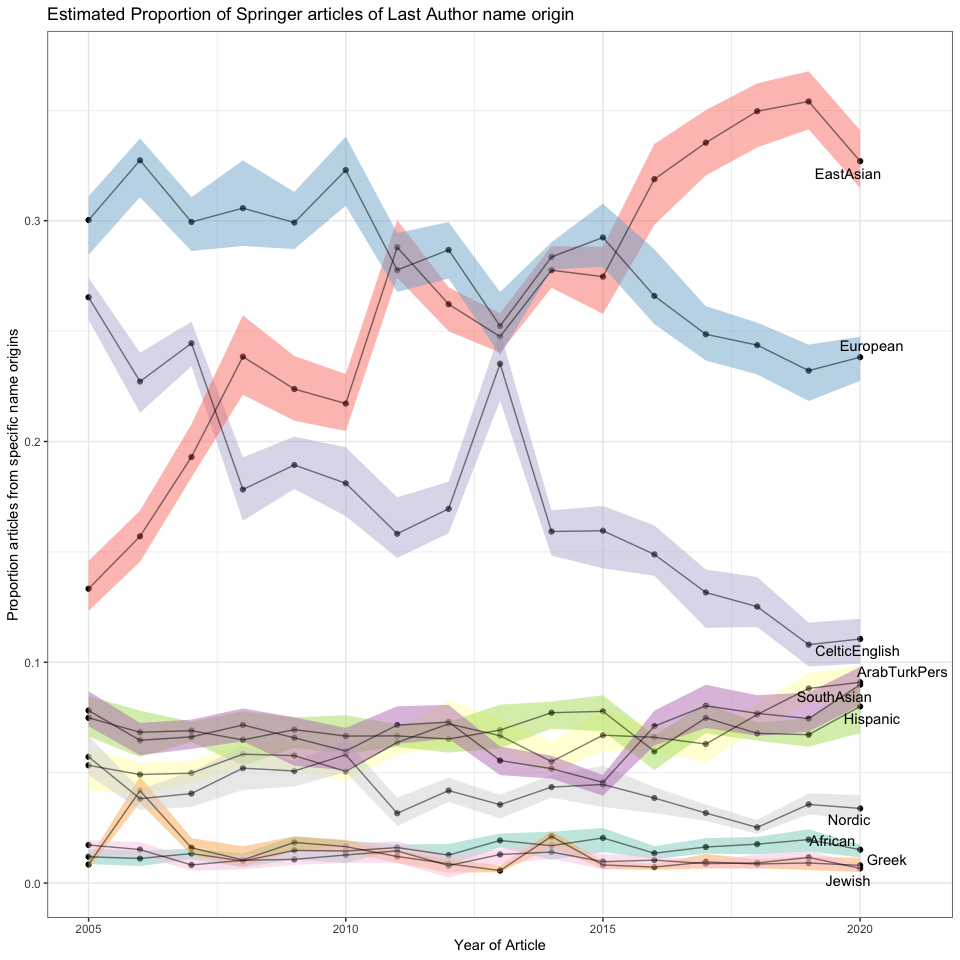 Estimated Proportion of Springer articles of Last Author name origin
Proportion articles from specific name origins
0.3
0.2
0.1
0.0
EastAsian
European
CelticEnglish
ArabTurkPers
SouthAsian
Hispanic
Nordic
African
Greek
Jewish
2005
2010
2015
2020
Year of Article